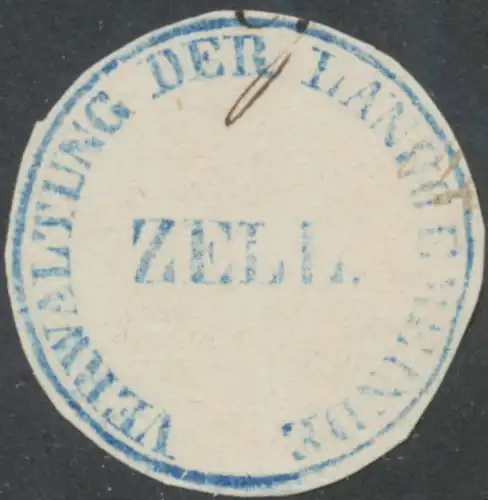 VERWALTUNG DER LANDGEMEINDE
ZELL.